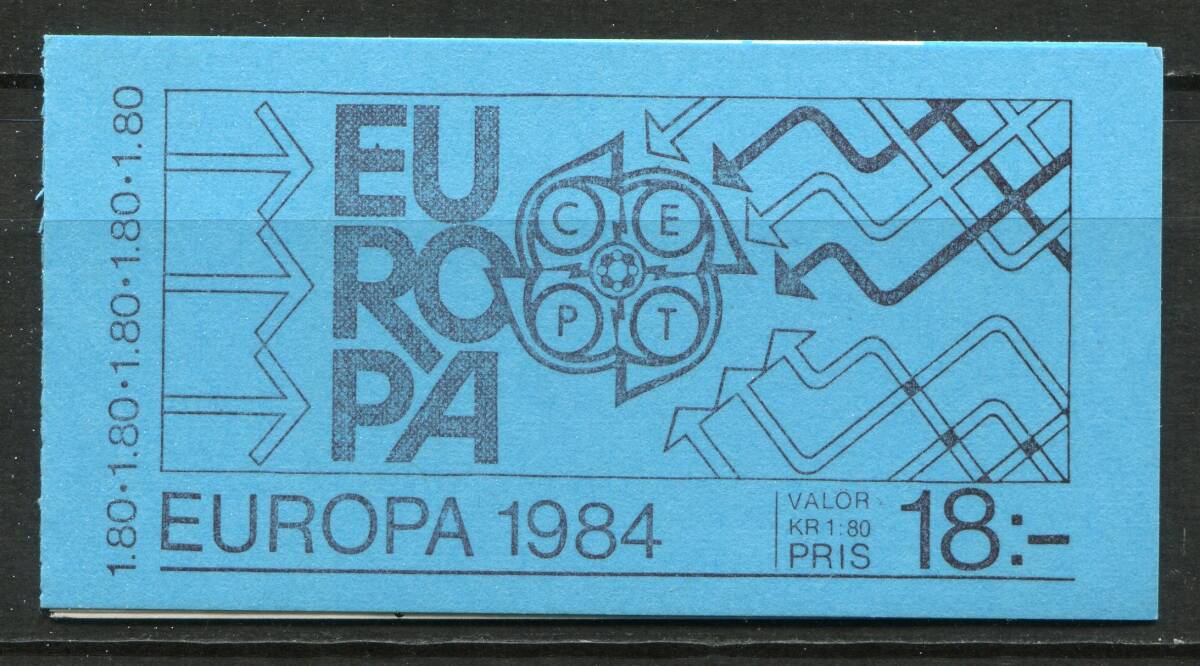 1.80·1.80·1.80·1.80·1.80
EU
RO
PA
C E
P T
EUROPA 1984
VALÖR
KR 1:80
PRIS
18:-